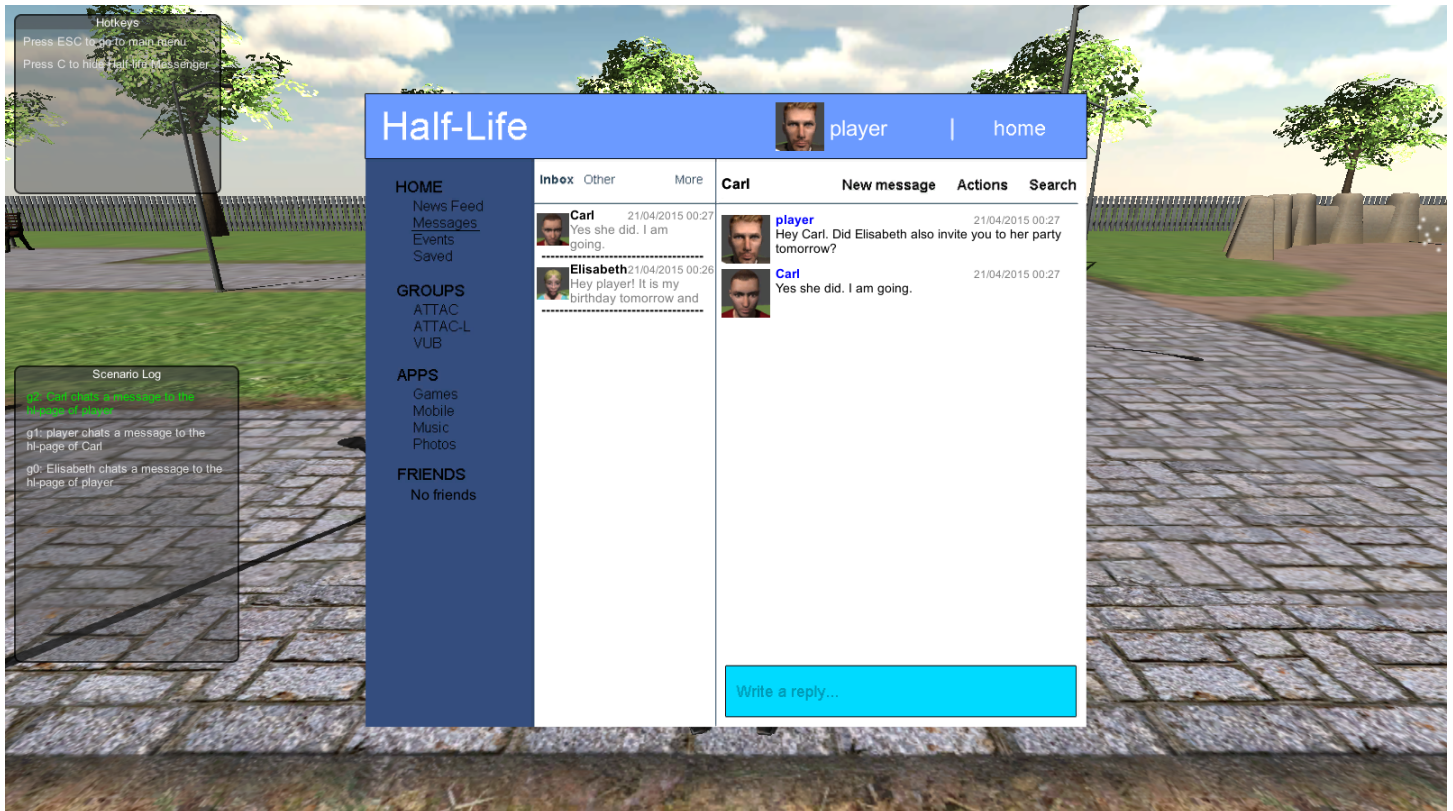 Hotkeys
Press ESC to go to main menu
Press C to hide Half-life Messenger
Scenario Log
g2: Carl chats a message to the
hl-page of player
g1: player chats a message to the
hl-page of Carl
g0: Elisabeth chats a message to the
hl-page of player
Half-Life
player | home
HOME
News Feed
Messages
Events
Saved
GROUPS
ATTAC
ATTAC-L
VUB
APPS
Games
Mobile
Music
Photos
FRIENDS
No friends
Inbox Other More
Carl 21/04/2015 00:27
Yes she did. I am
going.
Elisabeth 21/04/2015 00:26
Hey player! It is my
birthday tomorrow and
Carl New message Actions Search
player 21/04/2015 00:27
Hey Carl. Did Elisabeth also invite you to her party
tomorrow?
Carl 21/04/2015 00:27
Yes she did. I am going.
Write a reply...